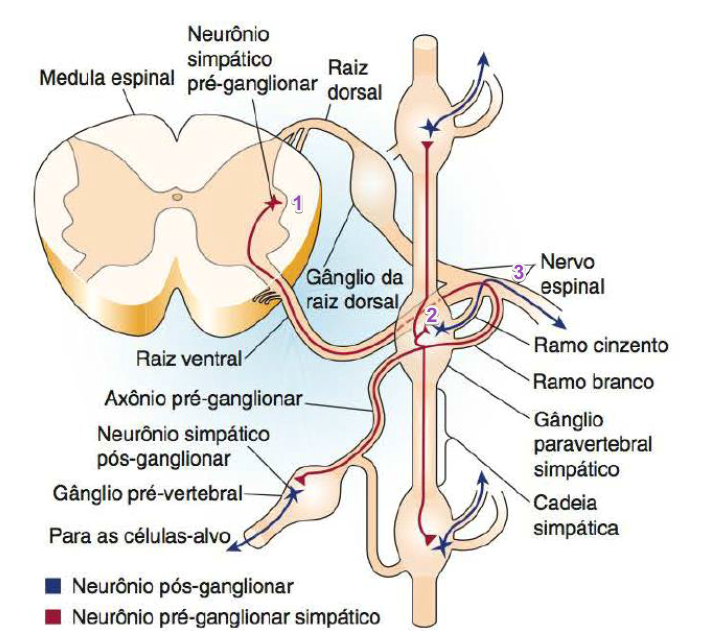 Neurônio
simpático
pré-ganglionar
Medula espinal
Raiz
dorsal
1
Gânglio da
raiz dorsal
3
Nervo
espinal
2
Ramo cinzento
Raiz ventral
Ramo branco
Axônio pré-ganglionar
Gânglio
paravertebral
simpático
Neurônio simpático
pós-ganglionar
Gânglio pré-vertebral
Cadeia
simpática
Para as células-alvo
Neurônio pós-ganglionar
Neurônio pré-ganglionar simpático